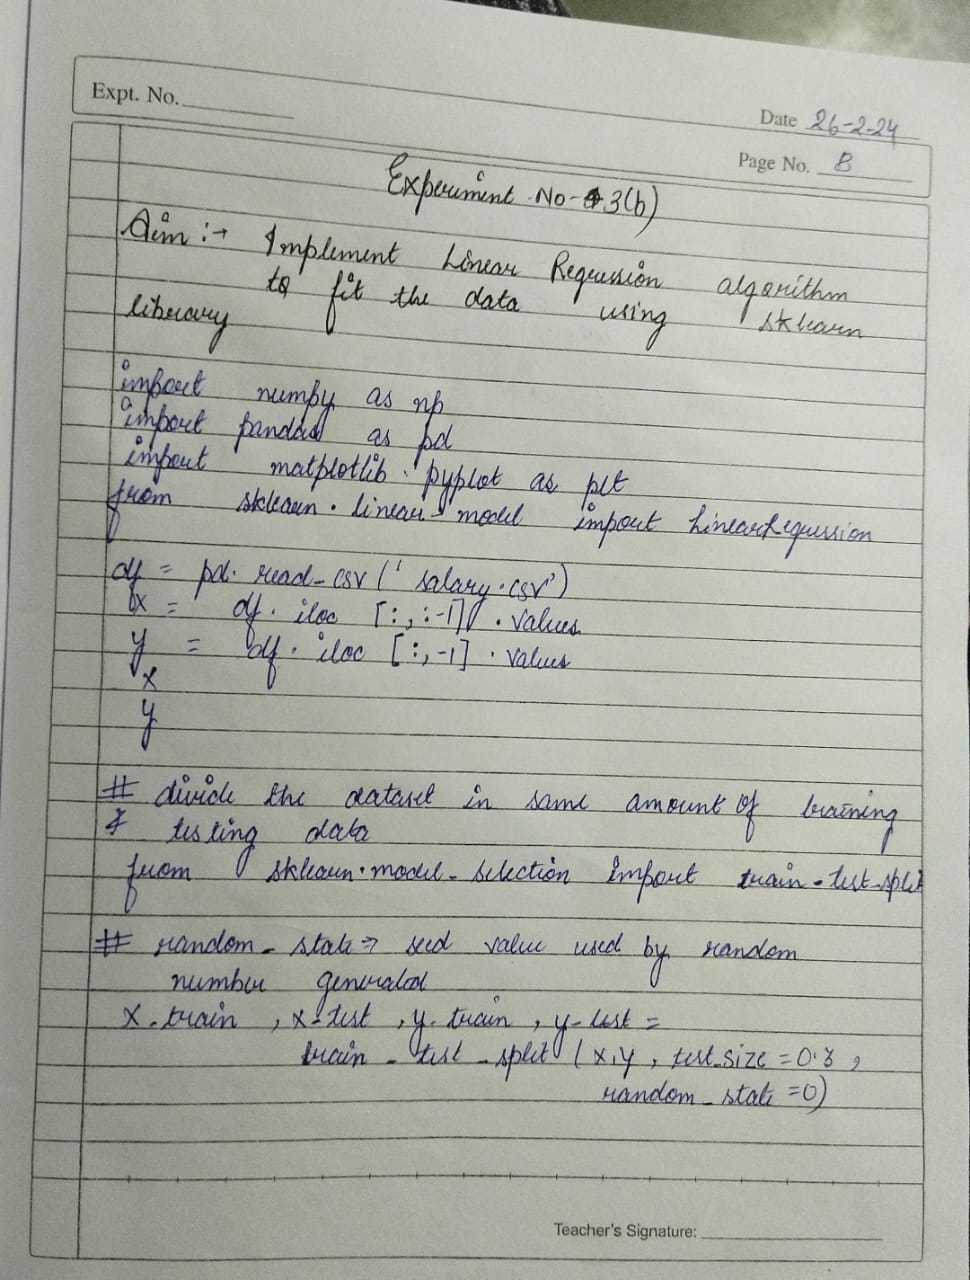 Expt. No.
Date 26-2-24
Page No. 8
Experiment No-3(b)
Aim :→ Implement Linear Regression algorithm
to fit the data using sklearn
library
import numpy as np
import pandas as pd
import matplotlib.pyplot as plt
from sklearn.linear_model import LinearRegression
df = pd.read_csv('salary.csv')
x = df.iloc [:,:-1].values
y = df.iloc [:,-1].values
x
y
# divide the dataset in same amount of training
& testing data
from sklearn.model_selection import train_test_split
# random_state => seed value used by random
number generated
x_train, x_test, y_train, y_test =
train_test_split (x,y, test_size =0.3,
random_state =0)
Teacher's Signature: